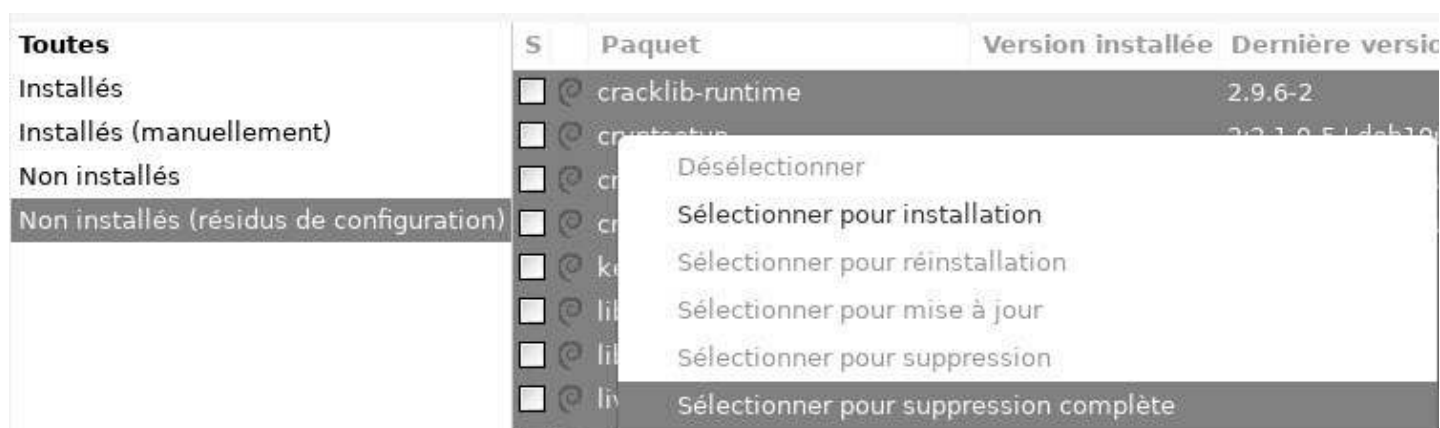 Toutes
Installés
Installés (manuellement)
Non installés
Non installés (résidus de configuration)
S Paquet Version installée Dernière
cracklib-runtime 2.9.6-2
Désélectionner
Sélectionner pour installation
Sélectionner pour réinstallation
Sélectionner pour mise à jour
Sélectionner pour suppression
Sélectionner pour suppression complète